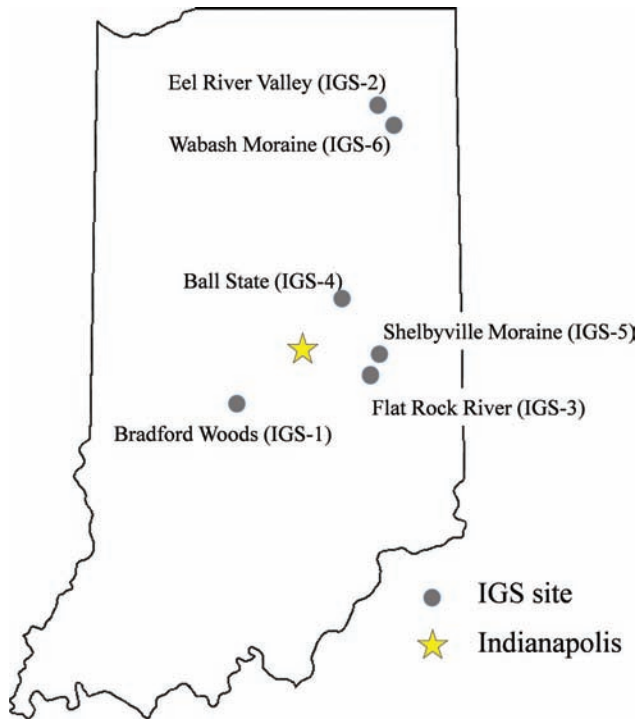 Eel River Valley (IGS-2)
Wabash Moraine (IGS-6)
Ball State (IGS-4)
Shelbyville Moraine (IGS-5)
Flat Rock River (IGS-3)
Bradford Woods (IGS-1)
IGS site
Indianapolis